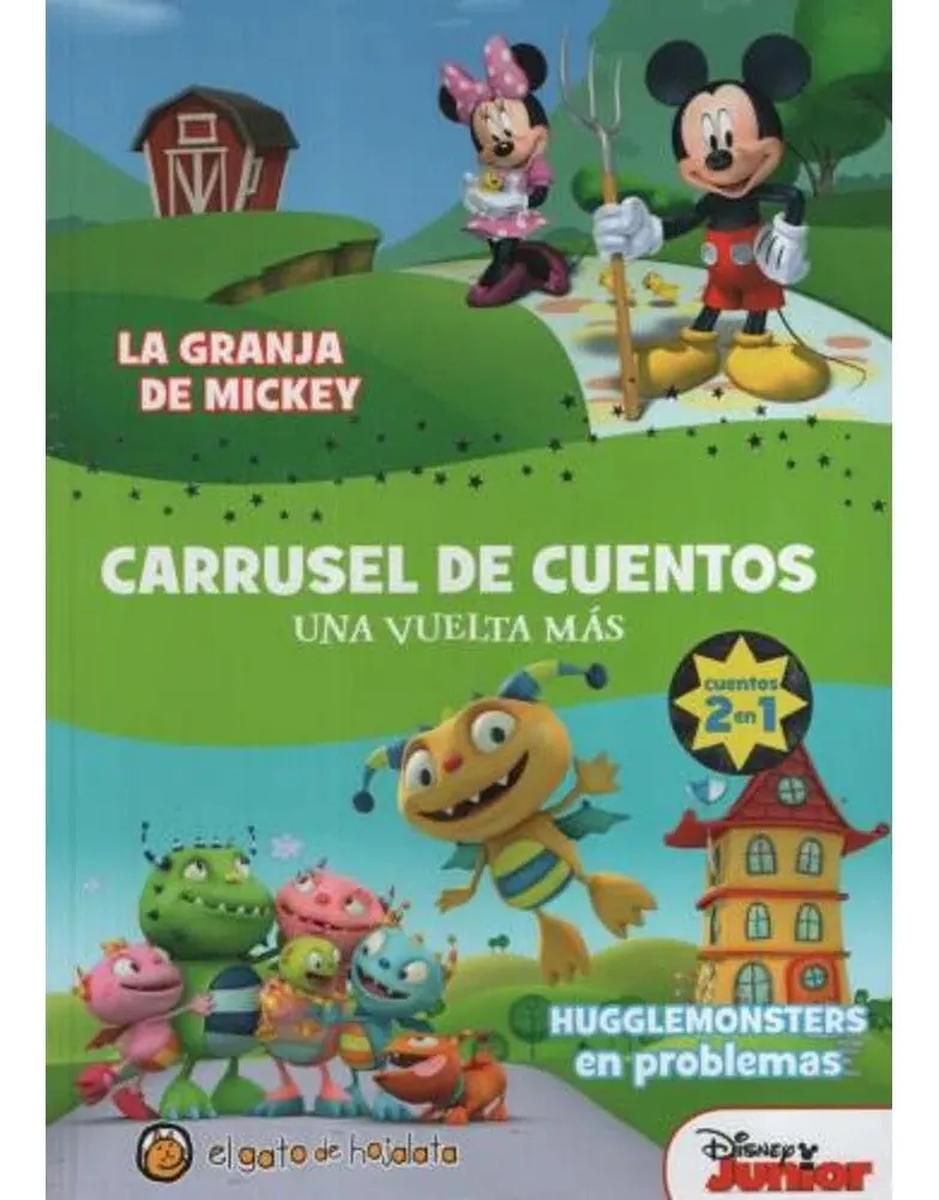 LA GRANJA
DE MICKEY
CARRUSEL DE CUENTOS
UNA VUELTA MÁS
cuentos
2 en 1
HUGGLEMONSTERS
en problemas
el gato de hojalata
Disney
Junior